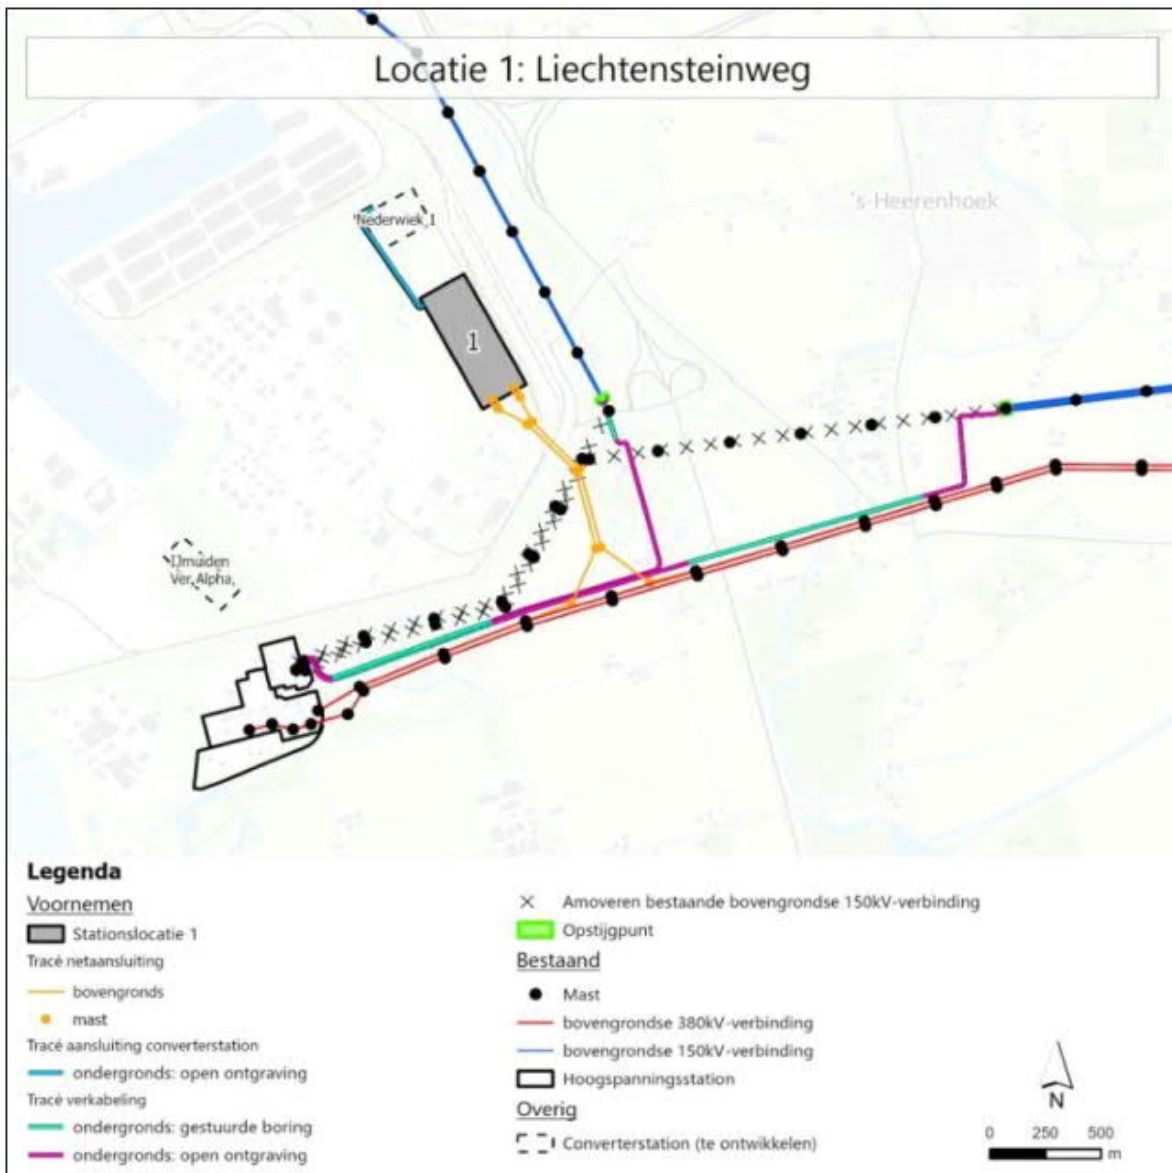 Locatie 1: Liechtensteinweg
's-Heerenhoek
Nederwiek 1
1
IJmuiden
Ver Alpha
Legenda
Voornemen
Stationslocatie 1
Tracé netaansluiting
bovengronds
mast
Tracé aansluiting converterstation
ondergronds: open ontgraving
Tracé verkabeling
ondergronds: gestuurde boring
ondergronds: open ontgraving
Amoveren bestaande bovengrondse 150kV-verbinding
Opstijgpunt
Bestaand
Mast
bovengrondse 380kV-verbinding
bovengrondse 150kV-verbinding
Hoogspanningsstation
Overig
Converterstation (te ontwikkelen)
N
0 250 500
m